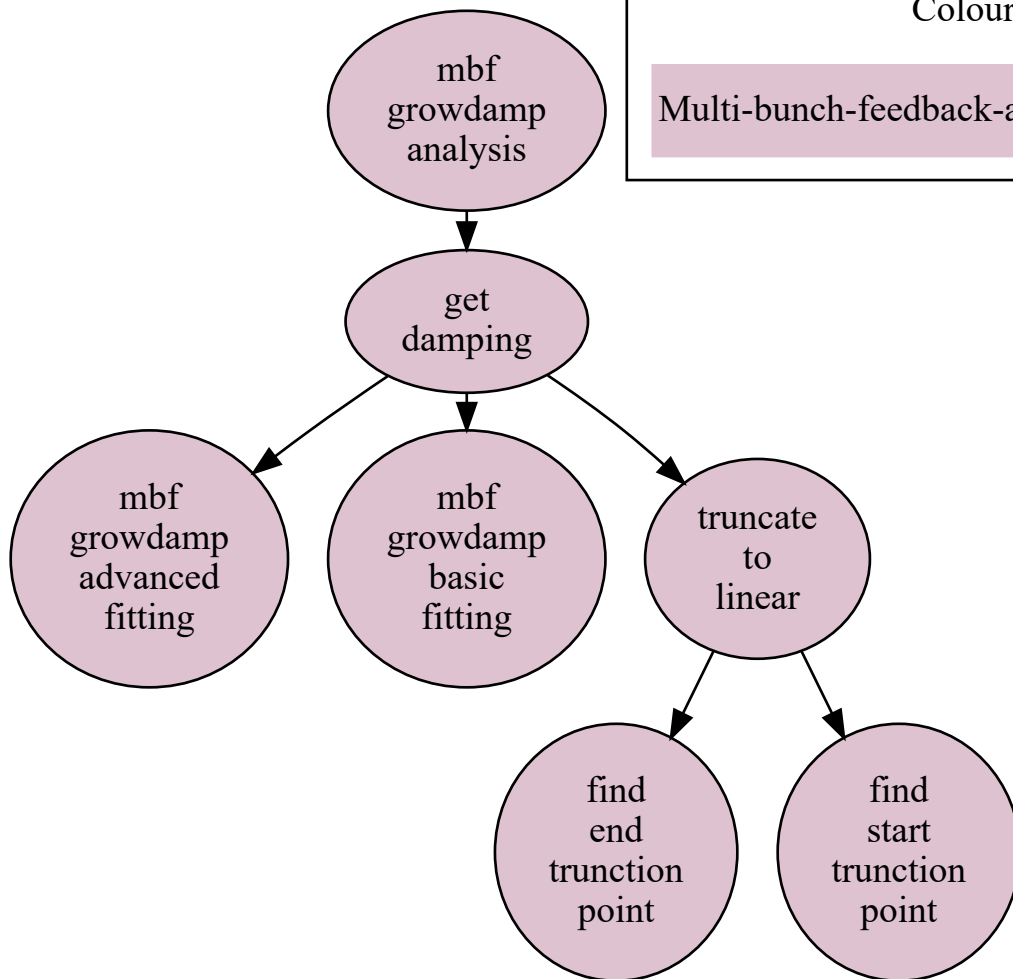 Colour
Multi-bunch-feedback-a
mbf
growdamp
analysis
get
damping
mbf
growdamp
advanced
fitting
mbf
growdamp
basic
fitting
truncate
to
linear
find
end
trunction
point
find
start
trunction
point